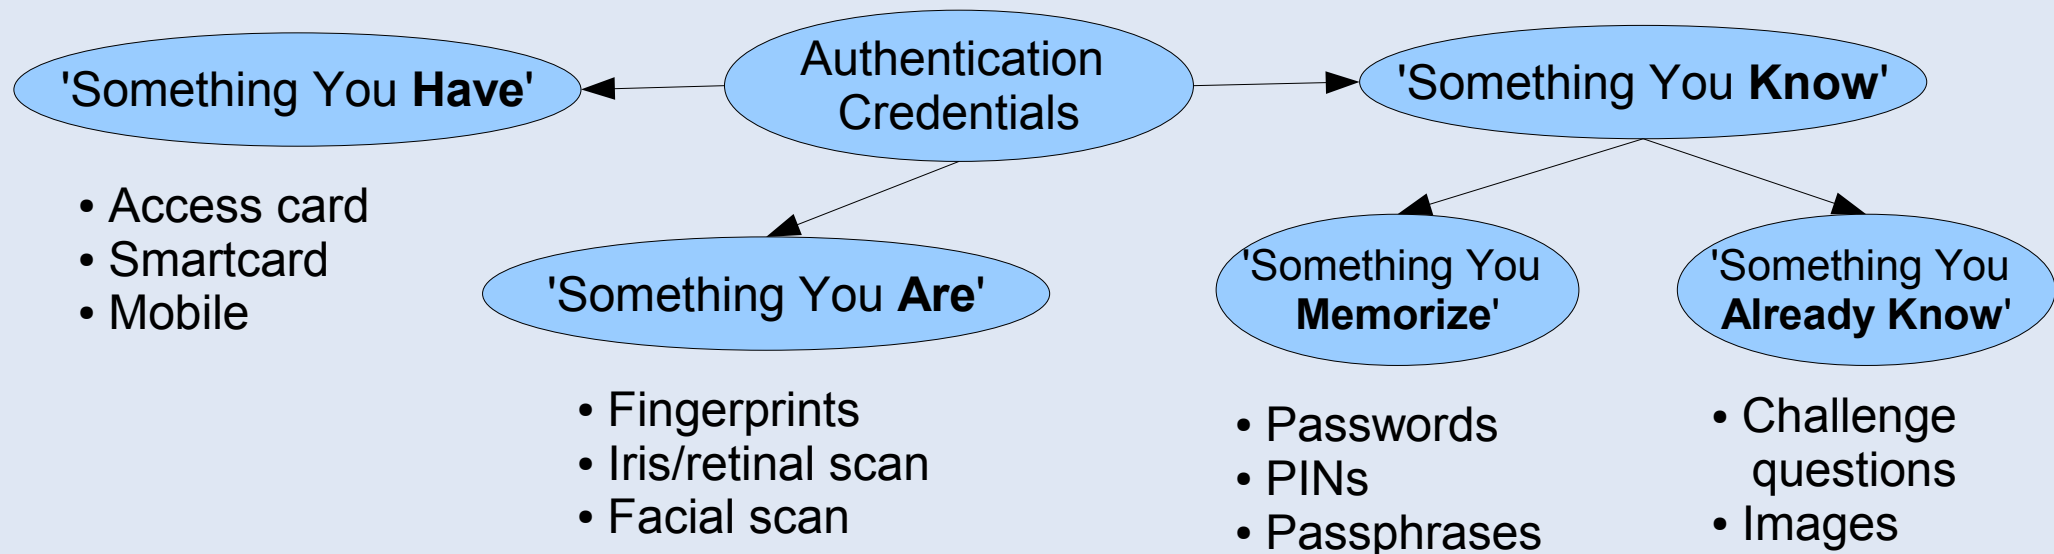 Authentication
Credentials
'Something You Have'
• Access card
• Smartcard
• Mobile
'Something You Are'
• Fingerprints
• Iris/retinal scan
• Facial scan
'Something You Know'
'Something You
Memorize'
• Passwords
• PINs
• Passphrases
'Something You
Already Know'
• Challenge
questions
• Images